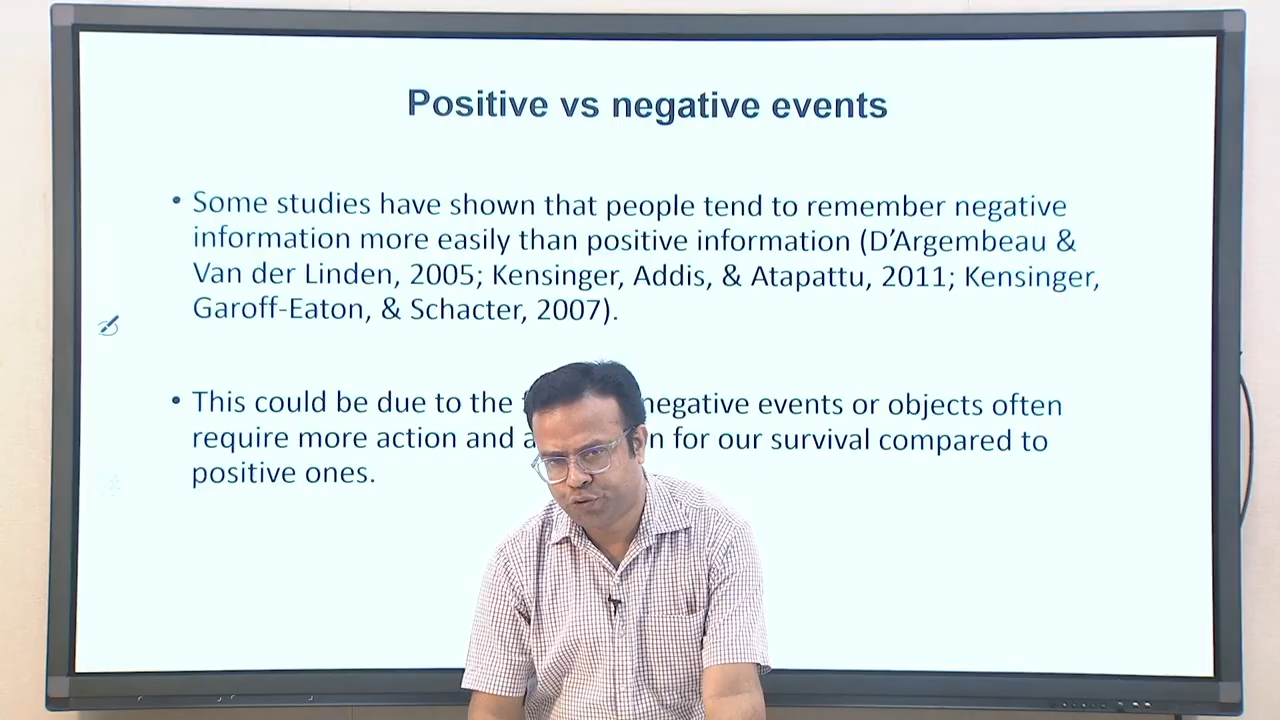 Positive vs negative events
• Some studies have shown that people tend to remember negative
information more easily than positive information (D’Argembeau &
Van der Linden, 2005; Kensinger, Addis, & Atapattu, 2011; Kensinger,
Garoff-Eaton, & Schacter, 2007).
• This could be due to the negative events or objects often
require more action and for our survival compared to
positive ones.